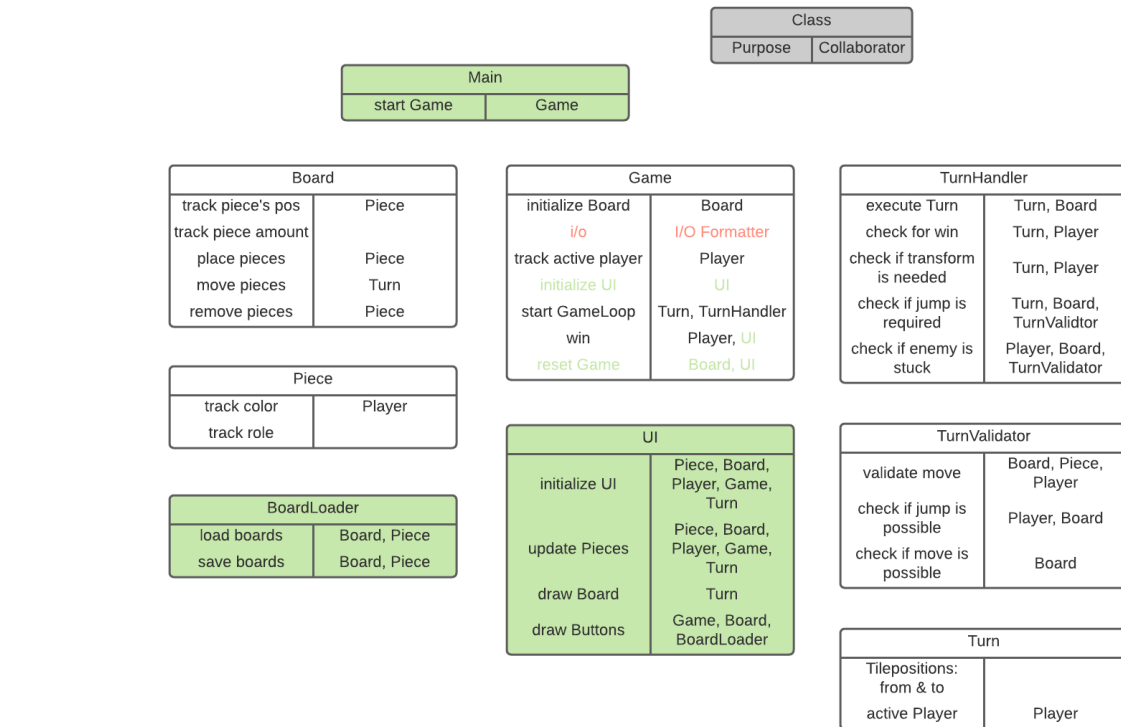 Class
Purpose Collaborator
Main
start Game Game
Board
track piece's pos Piece
track piece amount
place pieces Piece
move pieces Turn
remove pieces Piece
Game
initialize Board Board
i/o I/O Formatter
track active player Player
initialize UI UI
start GameLoop Turn, TurnHandler
win Player, UI
reset Game Board, UI
TurnHandler
execute Turn Turn, Board
check for win Turn, Player
check if transform
is needed
Turn, Player
check if jump is
required
Turn, Board,
TurnValidtor
check if enemy is
stuck
Player, Board,
TurnValidator
Piece
track color Player
track role
UI
initialize UI
Piece, Board,
Player, Game,
Turn
update Pieces
Piece, Board,
Player, Game,
Turn
draw Board Turn
draw Buttons
Game, Board,
BoardLoader
TurnValidator
validate move
Board, Piece,
Player
check if jump is
possible
Player, Board
check if move is
possible
Board
BoardLoader
load boards Board, Piece
save boards Board, Piece
Turn
Tilepositions:
from & to
active Player Player